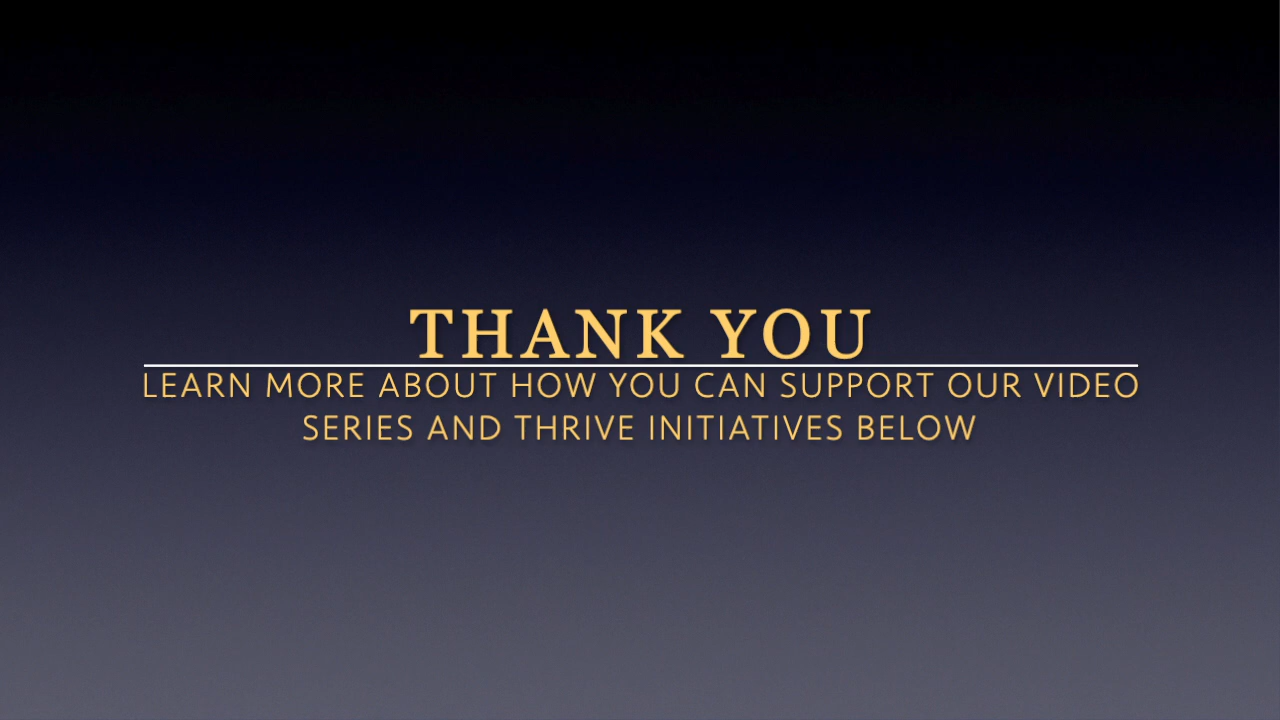 THANK YOU
LEARN MORE ABOUT HOW YOU CAN SUPPORT OUR VIDEO
SERIES AND THRIVE INITIATIVES BELOW